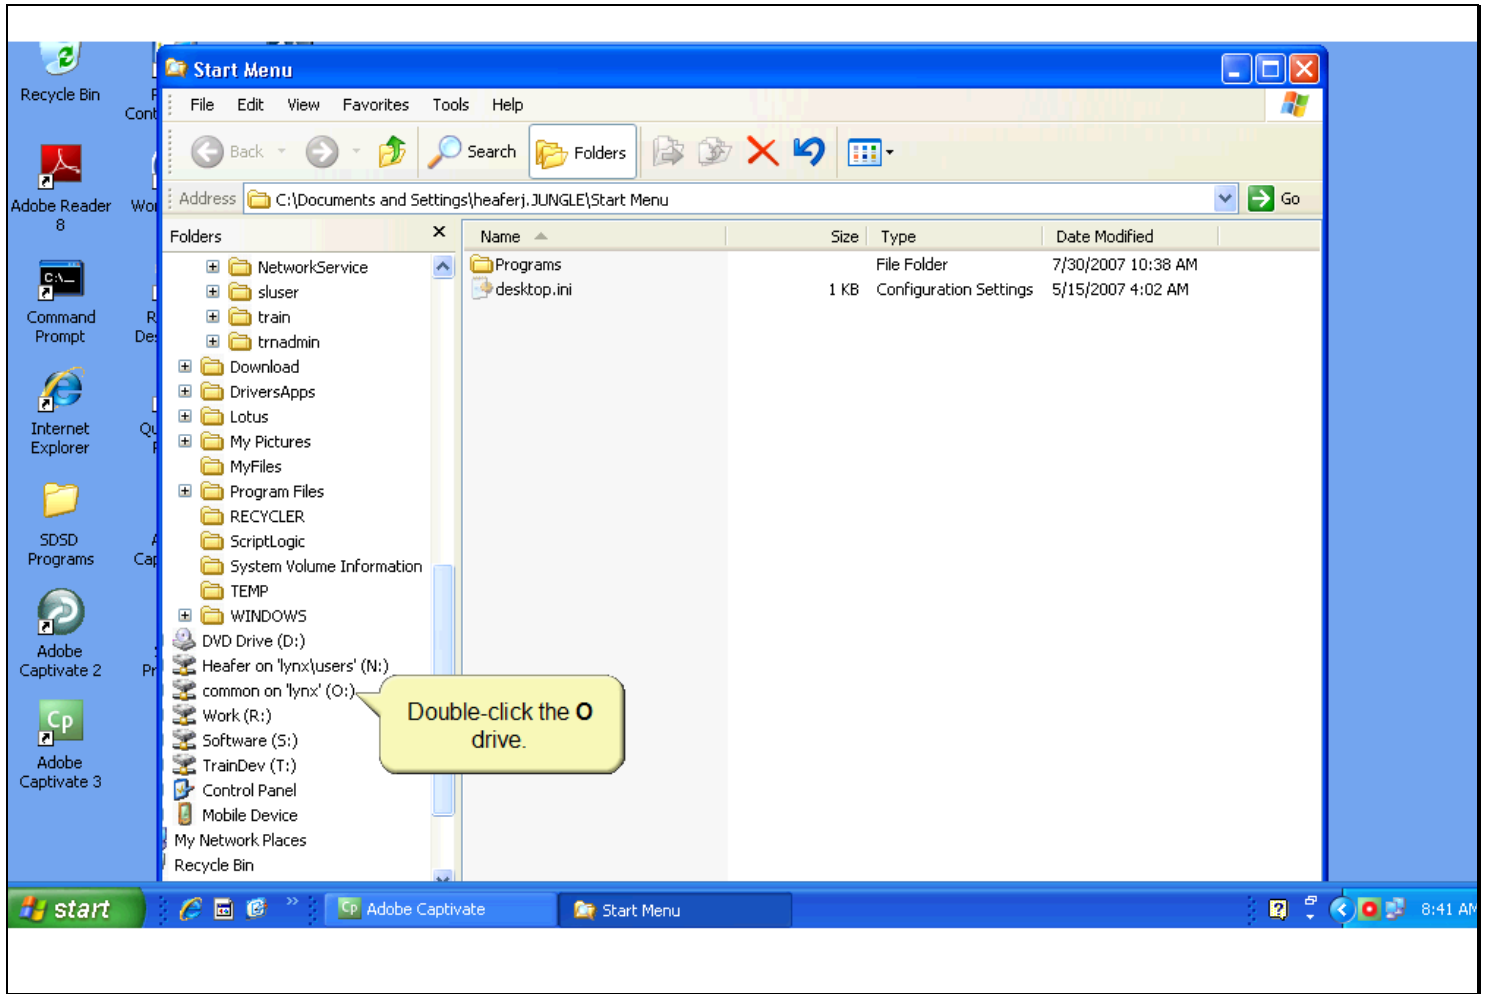 Start Menu
File Edit View Favorites Tools Help
Back Search Folders
Address C:\Documents and Settings\heaferj.JUNGLE\Start Menu Go
Folders
Name Size Type Date Modified
Programs File Folder 7/30/2007 10:38 AM
desktop.ini 1 KB Configuration Settings 5/15/2007 4:02 AM
NetworkService
sluser
train
trnadmin
Download
DriversApps
Lotus
My Pictures
MyFiles
Program Files
RECYCLER
ScriptLogic
System Volume Information
TEMP
WINDOWS
DVD Drive (D:)
Heafer on 'lynx\users' (N:)
common on 'lynx' (O:)
Work (R:)
Software (S:)
TrainDev (T:)
Control Panel
Mobile Device
My Network Places
Recycle Bin
Double-click the O
drive.
Recycle Bin
Adobe Reader
8
Command
Prompt
Internet
Explorer
SDSD
Programs
Adobe
Captivate 2
Adobe
Captivate 3
start Adobe Captivate Start Menu 8:41 AM